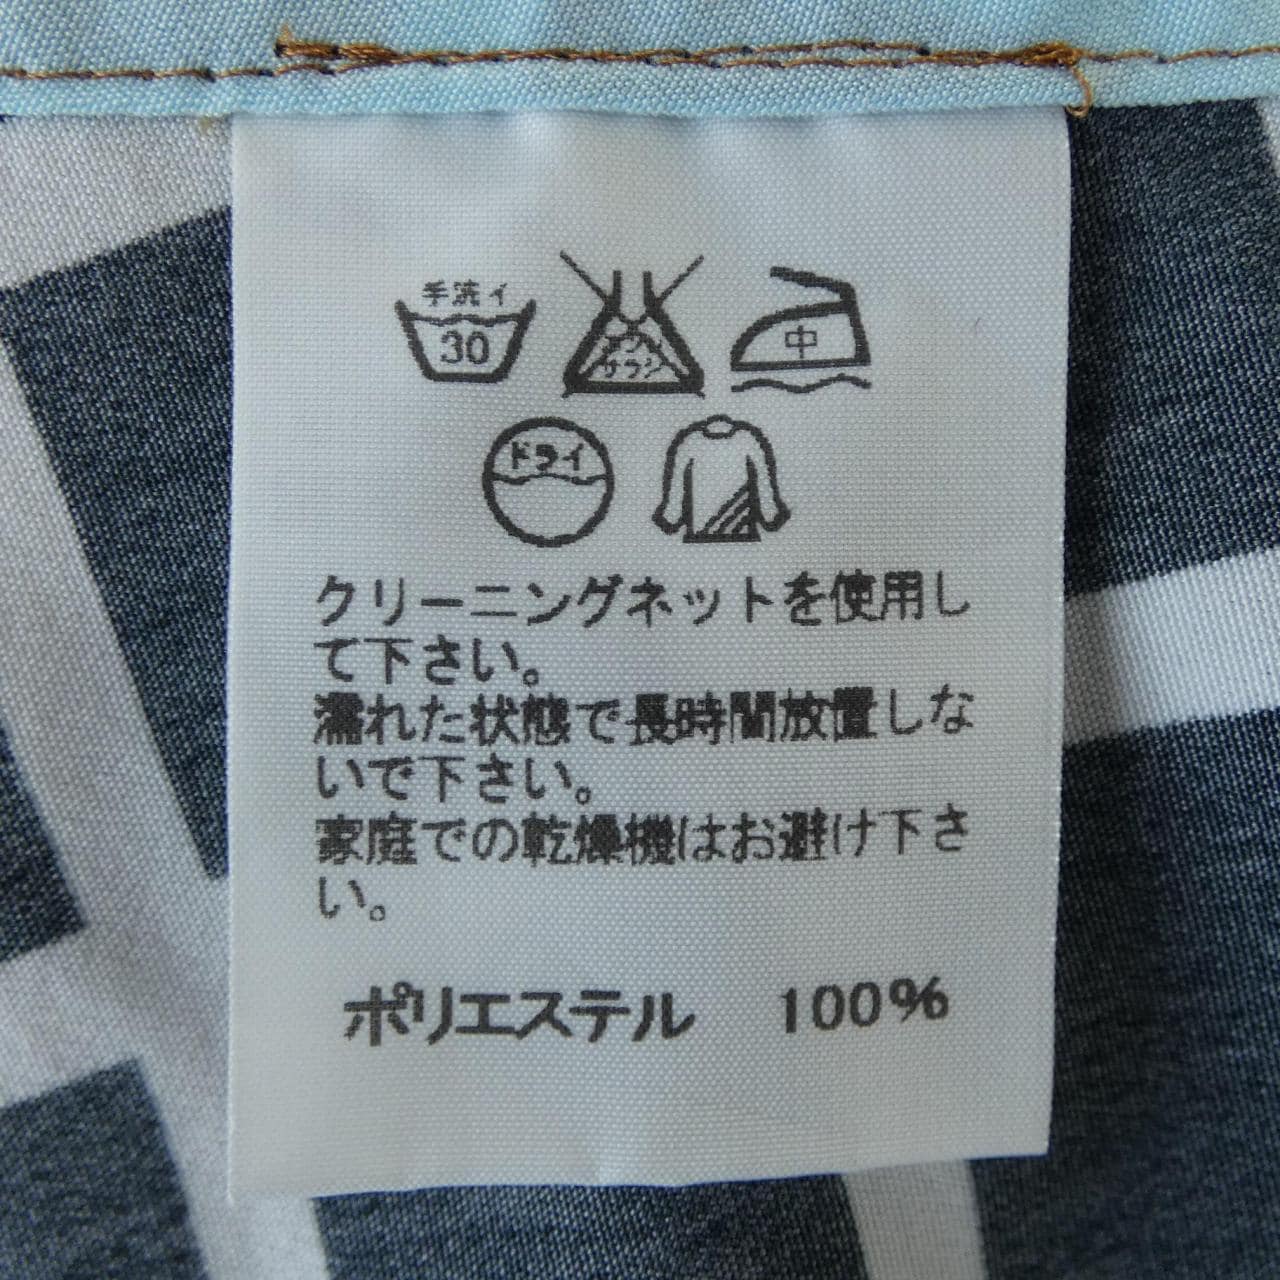 手洗イ
30
エンソ
サラシ
中
ドライ
クリーニングネットを使用し
て下さい。
濡れた状態で長時間放置しな
いで下さい。
家庭での乾燥機はお避け下さ
い。
ポリエステル 100%